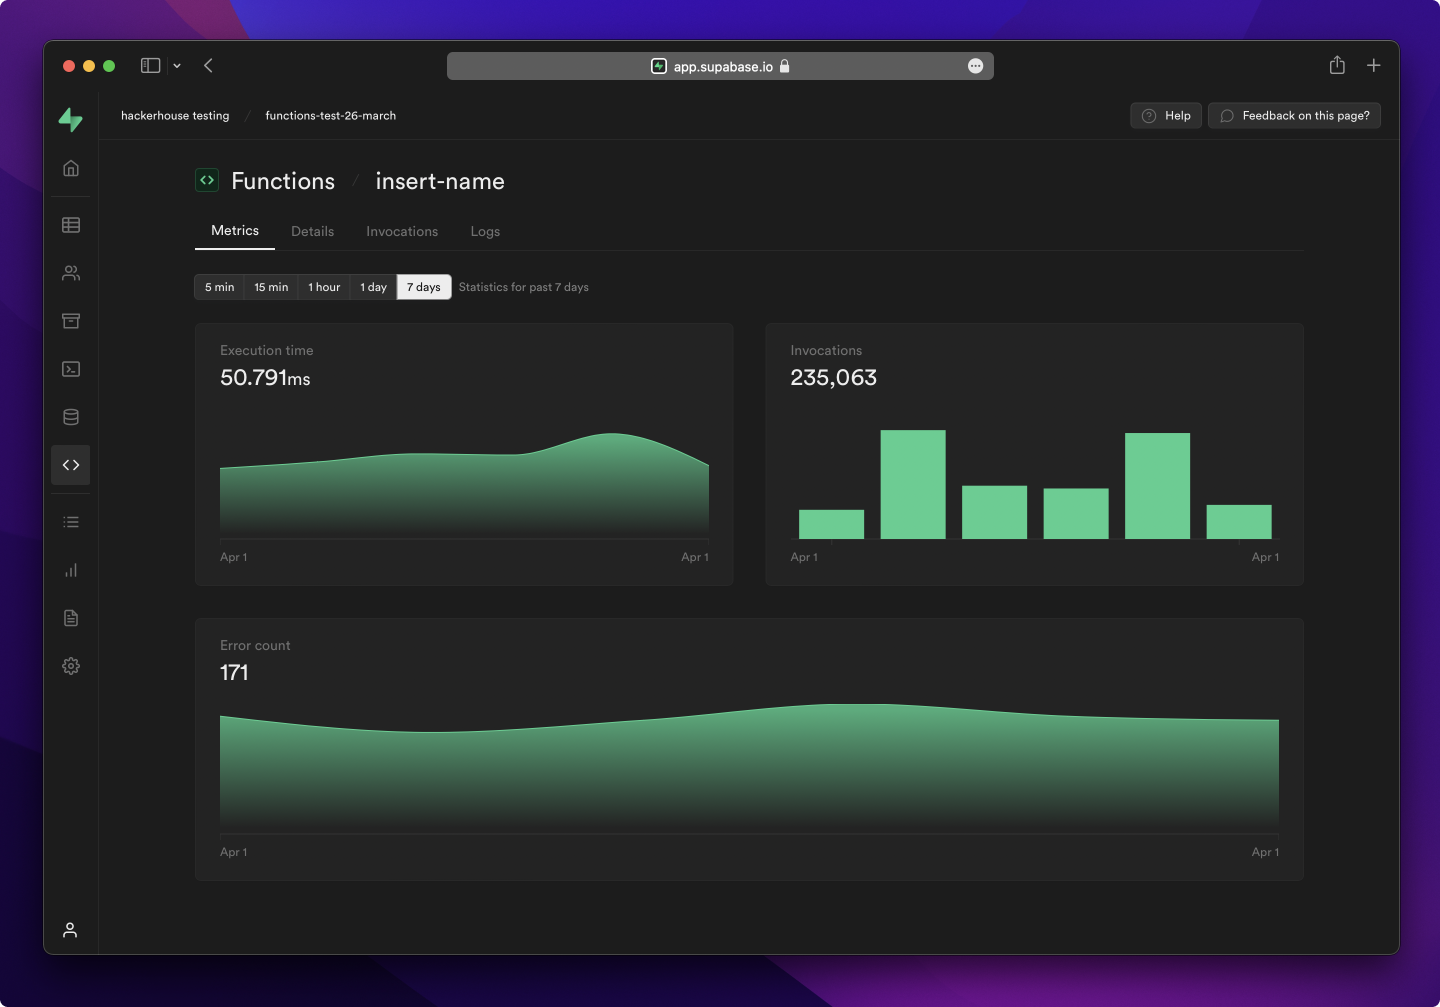 app.supabase.io
hackerhouse testing / functions-test-26-march
Help
Feedback on this page?
Functions / insert-name
Metrics Details Invocations Logs
5 min 15 min 1 hour 1 day 7 days Statistics for past 7 days
Execution time
50.791ms
Apr 1 Apr 1
Invocations
235,063
Apr 1 Apr 1
Error count
171
Apr 1 Apr 1